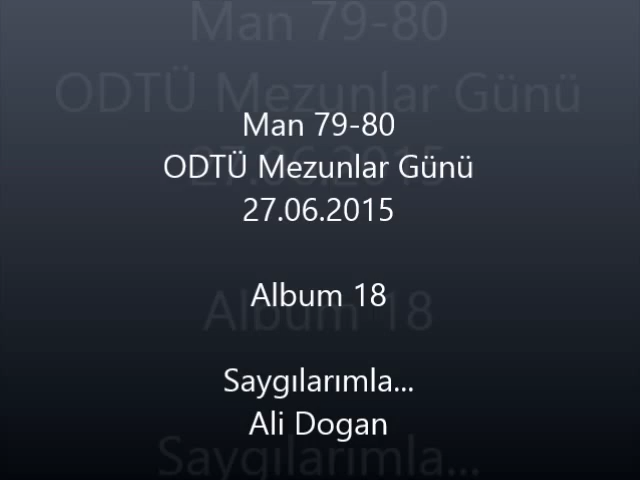 Man 79-80
ODTÜ Mezunlar Günü
27.06.2015
Album 18
Saygılarımla...
Ali Dogan